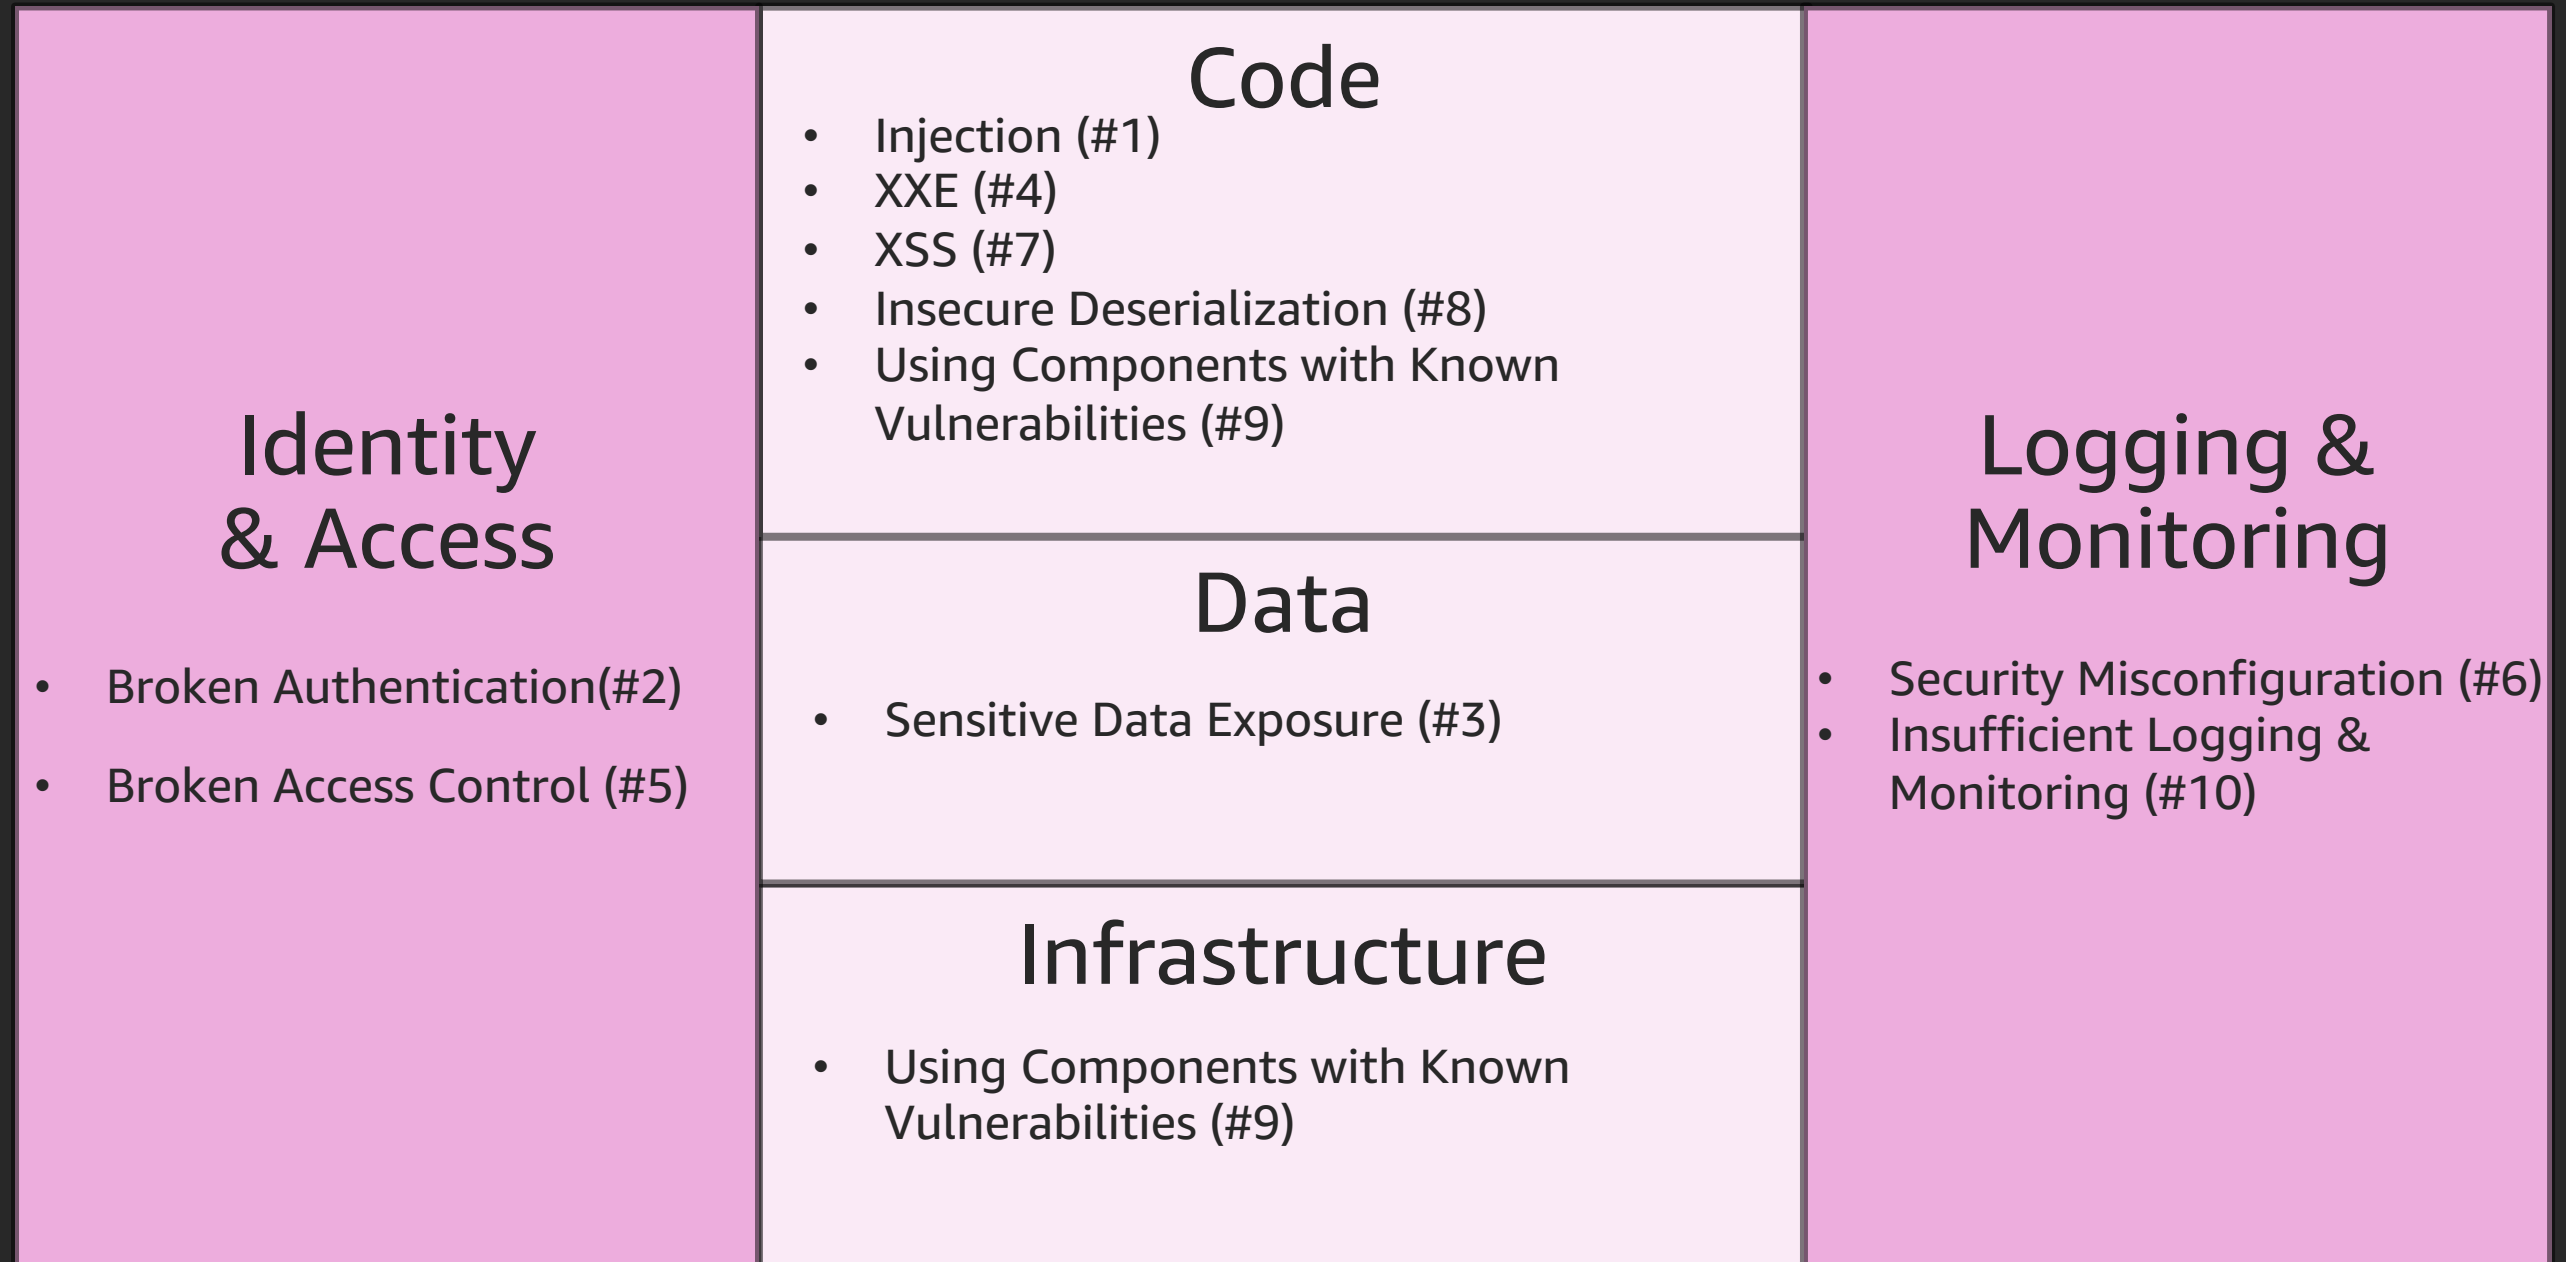 Identity
& Access
• Broken Authentication(#2)
• Broken Access Control (#5)
Code
• Injection (#1)
• XXE (#4)
• XSS (#7)
• Insecure Deserialization (#8)
• Using Components with Known
Vulnerabilities (#9)
Data
• Sensitive Data Exposure (#3)
Infrastructure
• Using Components with Known
Vulnerabilities (#9)
Logging &
Monitoring
• Security Misconfiguration (#6)
• Insufficient Logging &
Monitoring (#10)